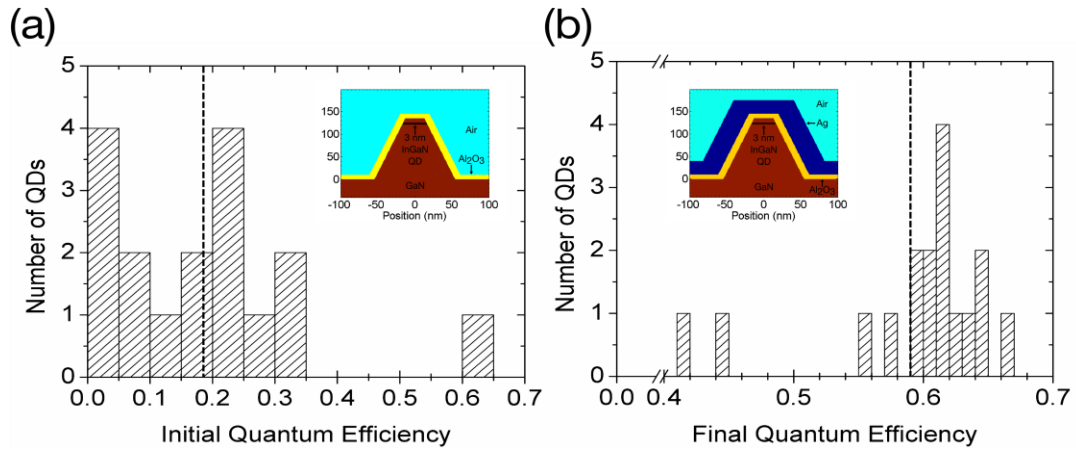 (a)
5
4
3
2
1
0
Number of QDs
0.0 0.1 0.2 0.3 0.4 0.5 0.6 0.7
Initial Quantum Efficiency
150
100
50
0
Air
3 nm
InGaN
QD
Al2O3
GaN
-100 -50 0 50 100
Position (nm)
(b)
5
4
3
2
1
0
Number of QDs
0.0 0.4 0.5 0.6 0.7
Final Quantum Efficiency
150
100
50
0
Air
Ag
3 nm
InGaN
QD
GaN
Al2O3
-100 -50 0 50 100
Position (nm)